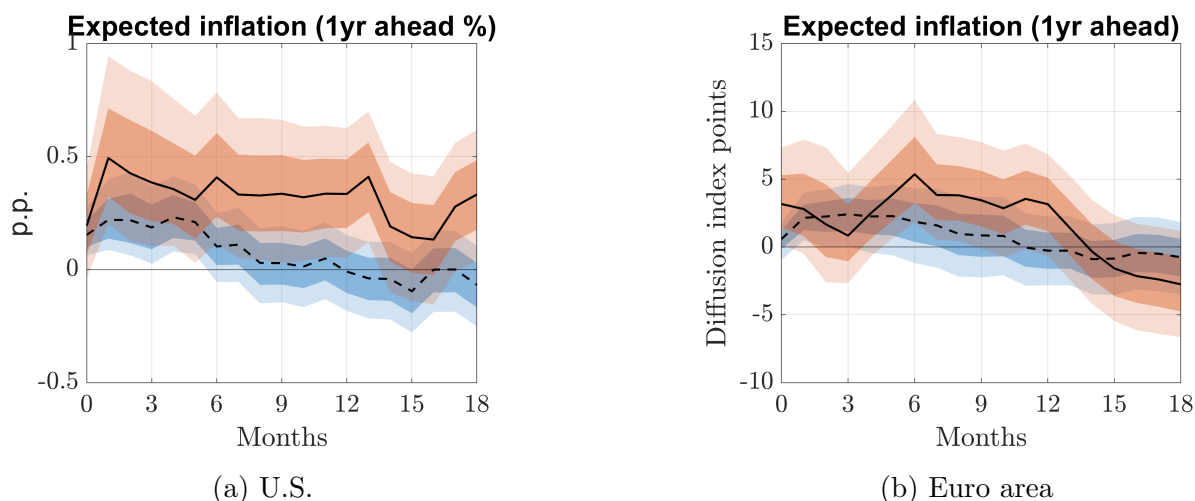 Expected inflation (1yr ahead %)
p.p.
1
0.5
0
-0.5
0 3 6 9 12 15 18
Months
(a) U.S.
Expected inflation (1yr ahead)
Diffusion index points
15
10
5
0
-5
-10
0 3 6 9 12 15 18
Months
(b) Euro area